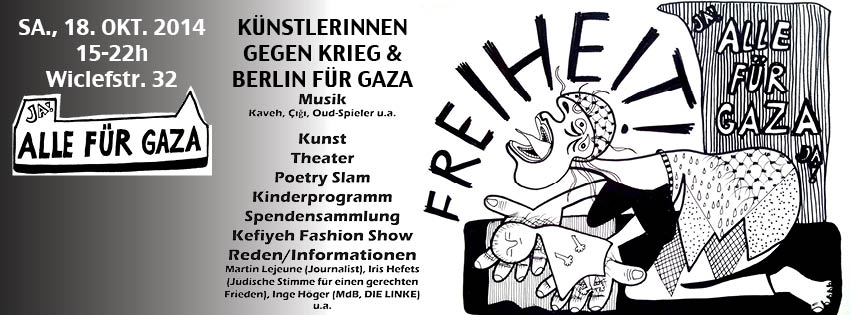 SA., 18. OKT. 2014
15-22h
Wiclefstr. 32
JA!
ALLE FÜR GAZA
KÜNSTLERINNEN
GEGEN KRIEG &
BERLIN FÜR GAZA
Musik
Kaveh, Çığı, Oud-Spieler u.a.
Kunst
Theater
Poetry Slam
Kinderprogramm
Spendensammlung
Kefiyeh Fashion Show
Reden/Informationen
Martin Lejeune (Journalist), Iris Hefets
(Jüdische Stimme für einen gerechten
Frieden), Inge Höger (MdB, DIE LINKE)
u.a.
FREIHEIT!
JA!
ALLE
FÜR
GAZA
JA!